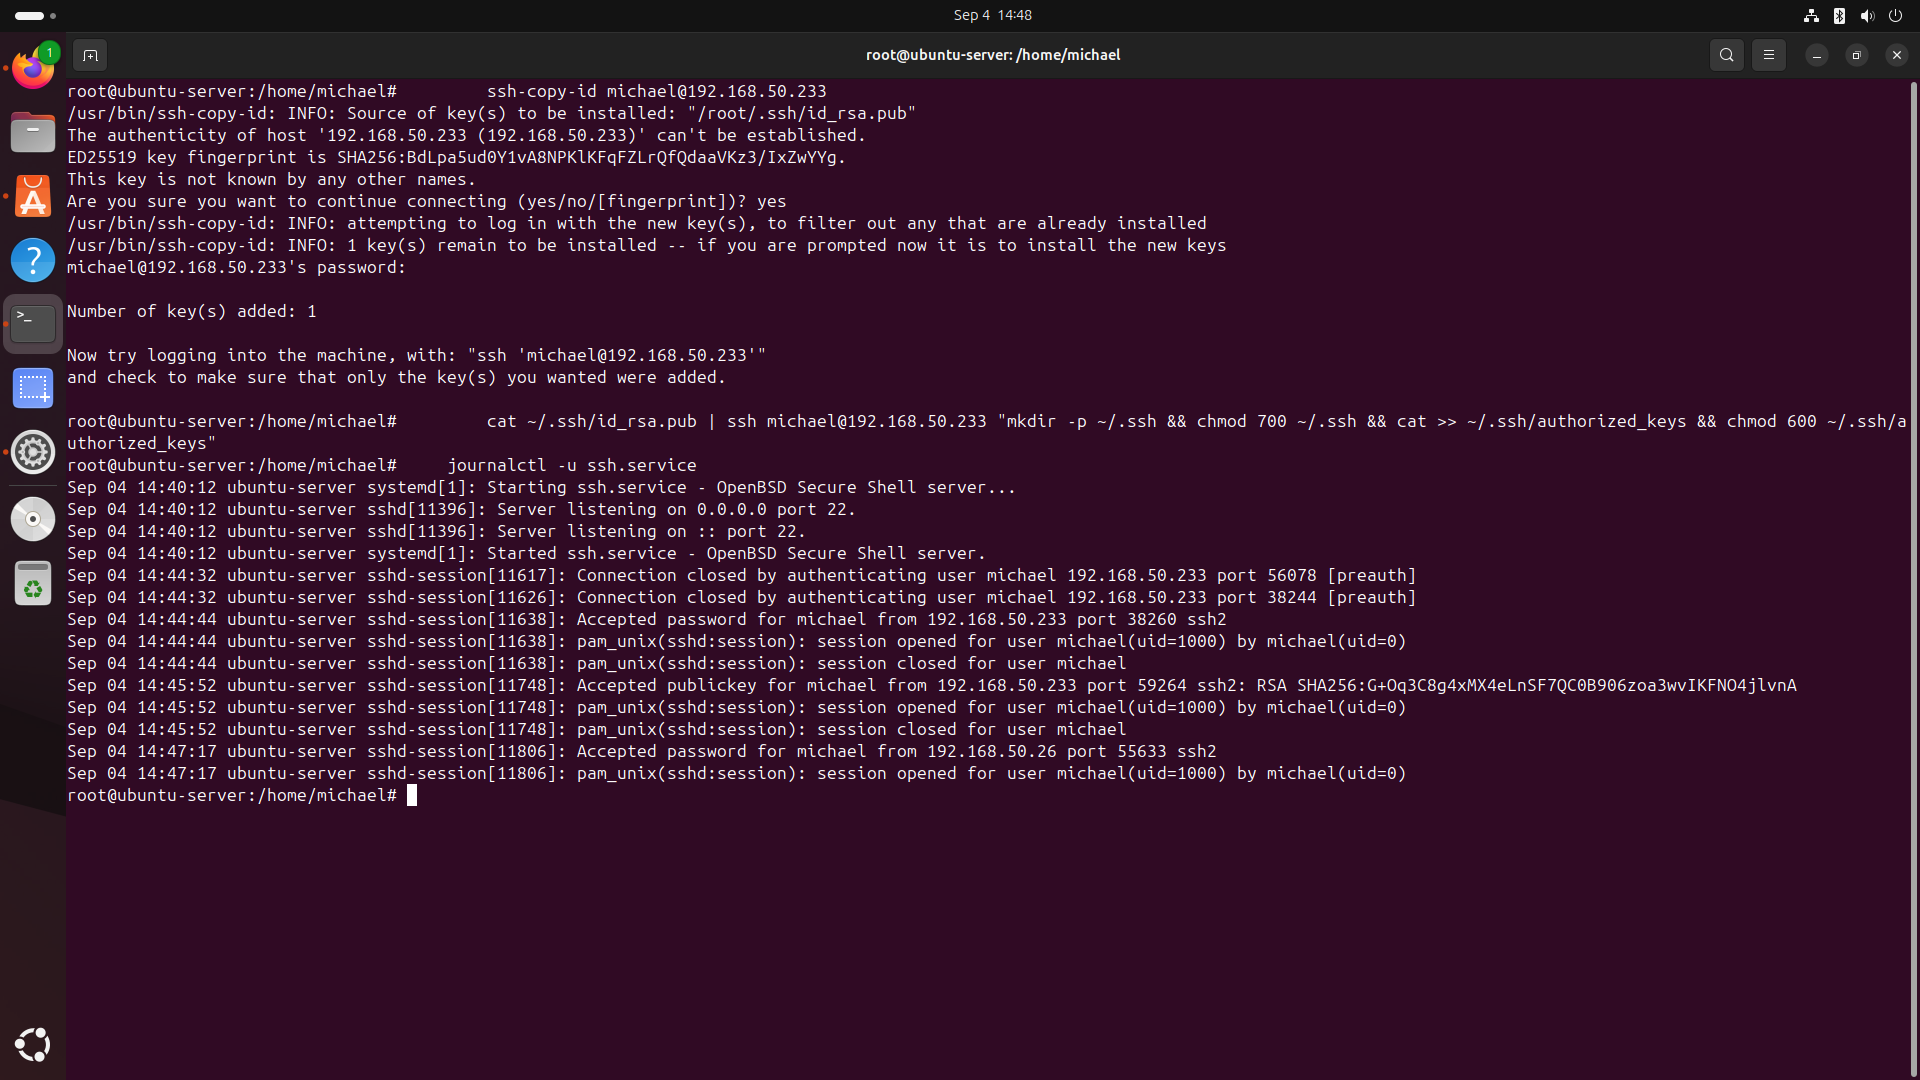 Sep 4 14:48
1
root@ubuntu-server: /home/michael
root@ubuntu-server:/home/michael#         ssh-copy-id michael@192.168.50.233
/usr/bin/ssh-copy-id: INFO: Source of key(s) to be installed: "/root/.ssh/id_rsa.pub"
The authenticity of host '192.168.50.233 (192.168.50.233)' can't be established.
ED25519 key fingerprint is SHA256:BdLpa5ud0Y1vA8NPKlKFqFZLrQfQdaaVKz3/IxZwYYg.
This key is not known by any other names.
Are you sure you want to continue connecting (yes/no/[fingerprint])? yes
/usr/bin/ssh-copy-id: INFO: attempting to log in with the new key(s), to filter out any that are already installed
/usr/bin/ssh-copy-id: INFO: 1 key(s) remain to be installed -- if you are prompted now it is to install the new keys
michael@192.168.50.233's password:
Number of key(s) added: 1
Now try logging into the machine, with: "ssh 'michael@192.168.50.233'"
and check to make sure that only the key(s) you wanted were added.
root@ubuntu-server:/home/michael#         cat ~/.ssh/id_rsa.pub | ssh michael@192.168.50.233 "mkdir -p ~/.ssh && chmod 700 ~/.ssh && cat >> ~/.ssh/authorized_keys && chmod 600 ~/.ssh/a
uthorized_keys"
root@ubuntu-server:/home/michael#     journalctl -u ssh.service
Sep 04 14:40:12 ubuntu-server systemd[1]: Starting ssh.service - OpenBSD Secure Shell server...
Sep 04 14:40:12 ubuntu-server sshd[11396]: Server listening on 0.0.0.0 port 22.
Sep 04 14:40:12 ubuntu-server sshd[11396]: Server listening on :: port 22.
Sep 04 14:40:12 ubuntu-server systemd[1]: Started ssh.service - OpenBSD Secure Shell server.
Sep 04 14:44:32 ubuntu-server sshd-session[11617]: Connection closed by authenticating user michael 192.168.50.233 port 56078 [preauth]
Sep 04 14:44:32 ubuntu-server sshd-session[11626]: Connection closed by authenticating user michael 192.168.50.233 port 38244 [preauth]
Sep 04 14:44:44 ubuntu-server sshd-session[11638]: Accepted password for michael from 192.168.50.233 port 38260 ssh2
Sep 04 14:44:44 ubuntu-server sshd-session[11638]: pam_unix(sshd:session): session opened for user michael(uid=1000) by michael(uid=0)
Sep 04 14:44:44 ubuntu-server sshd-session[11638]: pam_unix(sshd:session): session closed for user michael
Sep 04 14:45:52 ubuntu-server sshd-session[11748]: Accepted publickey for michael from 192.168.50.233 port 59264 ssh2: RSA SHA256:G+Oq3C8g4xMX4eLnSF7QC0B906zoa3wvIKFNO4jlvnA
Sep 04 14:45:52 ubuntu-server sshd-session[11748]: pam_unix(sshd:session): session opened for user michael(uid=1000) by michael(uid=0)
Sep 04 14:45:52 ubuntu-server sshd-session[11748]: pam_unix(sshd:session): session closed for user michael
Sep 04 14:47:17 ubuntu-server sshd-session[11806]: Accepted password for michael from 192.168.50.26 port 55633 ssh2
Sep 04 14:47:17 ubuntu-server sshd-session[11806]: pam_unix(sshd:session): session opened for user michael(uid=1000) by michael(uid=0)
root@ubuntu-server:/home/michael#